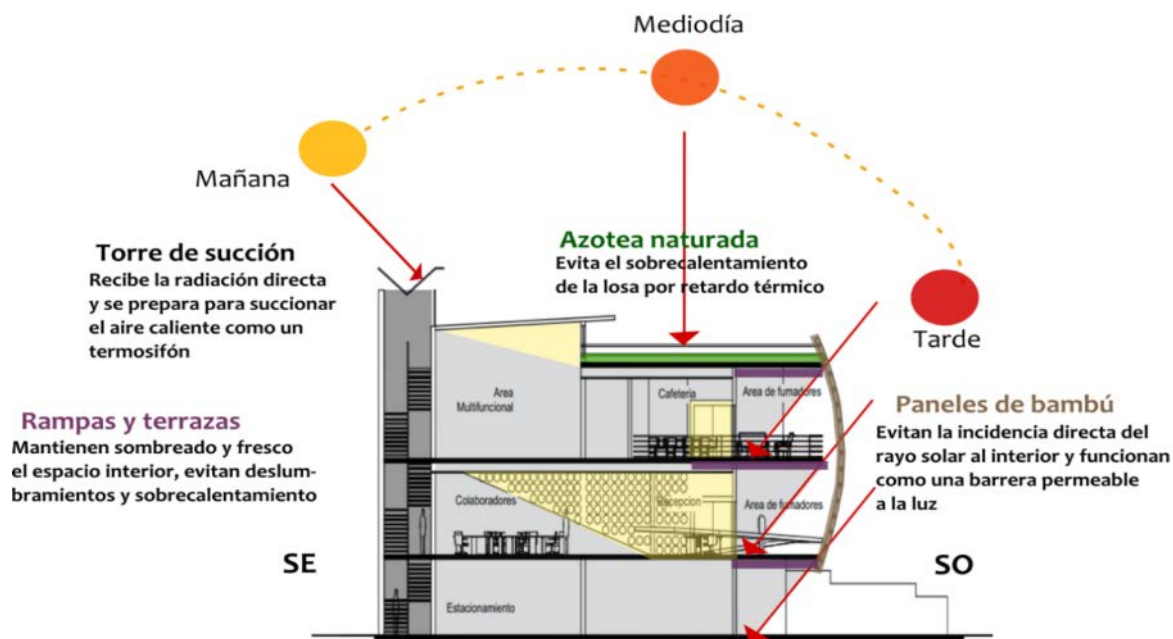 Mediodía
Mañana
Torre de succión
Recibe la radiación directa
y se prepara para succionar
el aire caliente como un
termosifón
Azotea naturada
Evita el sobrecalentamiento
de la losa por retardo térmico
Tarde
Rampas y terrazas
Mantienen sombreado y fresco
el espacio interior, evitan deslum-
bramientos y sobrecalentamiento
Area
Multifuncional
Cafeteria
Area de fumadores
Paneles de bambú
Evitan la incidencia directa del
rayo solar al interior y funcionan
como una barrera permeable
a la luz
Colaboradores
Recepcion
Area de fumadores
SE
SO
Estacionamiento